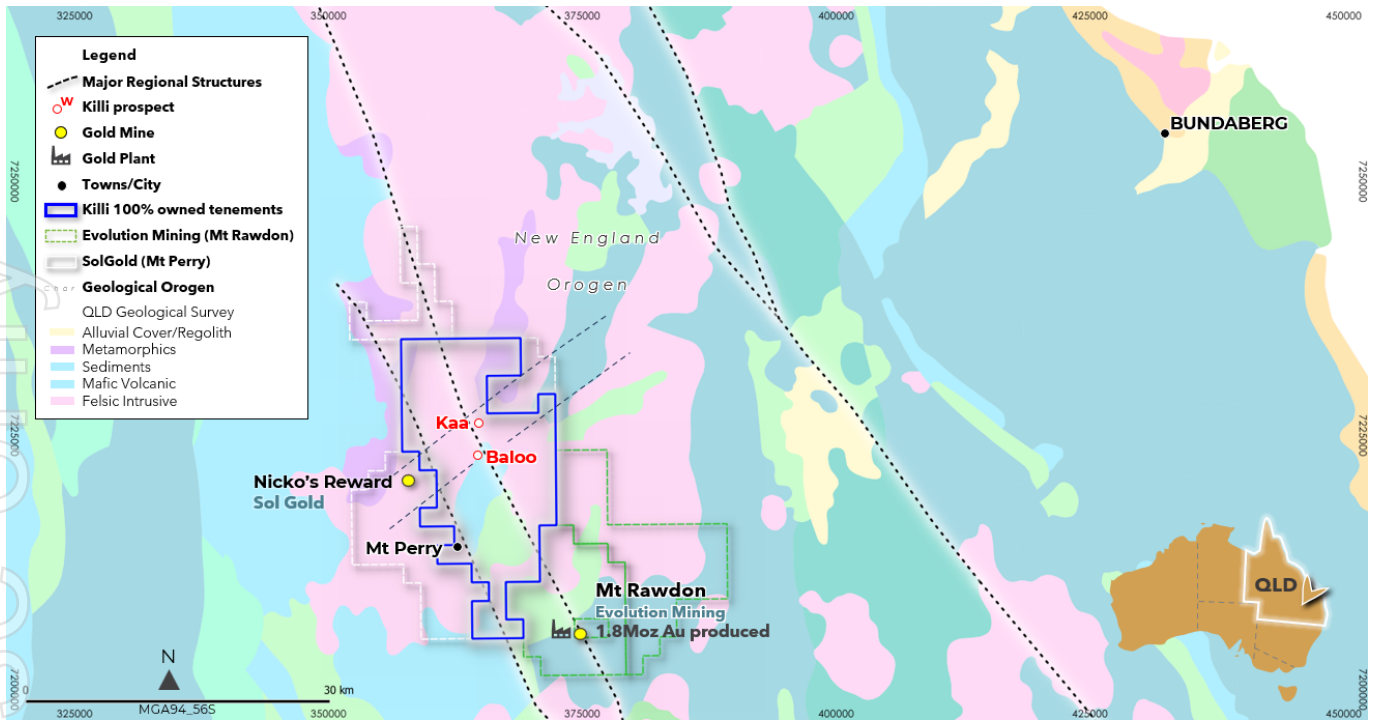 325000
350000
375000
400000
425000
450000
Legend
Major Regional Structures
W
Killi prospect
Gold Mine
Gold Plant
Towns/City
Killi 100% owned tenements
Evolution Mining (Mt Rawdon)
SolGold (Mt Perry)
Geological Orogen
QLD Geological Survey
Alluvial Cover/Regolith
Metamorphics
Sediments
Mafic Volcanic
Felsic Intrusive
BUNDABERG
7250000
7250000
New England
Orogen
Kaa
Baloo
7225000
7225000
Nicko's Reward
Sol Gold
Mt Perry
Mt Rawdon
Evolution Mining
1.8Moz Au produced
QLD
N
0
30 km
MGA94_56S
7200000
7200000
325000
350000
375000
400000
425000
450000